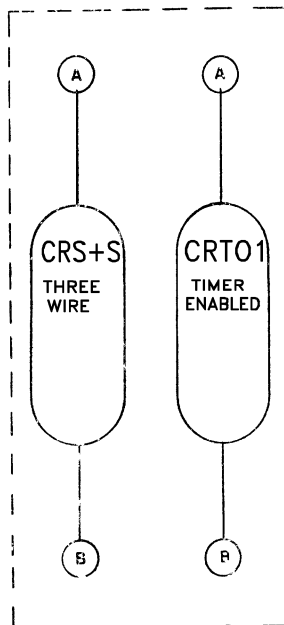 A
A
CRS+S
THREE
WIRE
CRTO1
TIMER
ENABLED
B
B